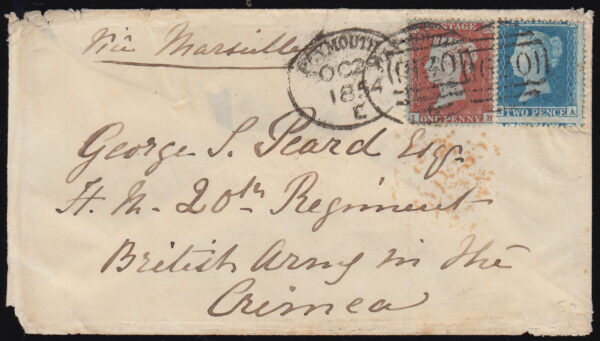 Via Marseilles
PLYMOUTH
OC 2
1854
E
POSTAGE
ONE PENNY
TWO PENCE
A
George S. Peard Esq.
H. M. 20th Regiment
British Army in the
Crimea